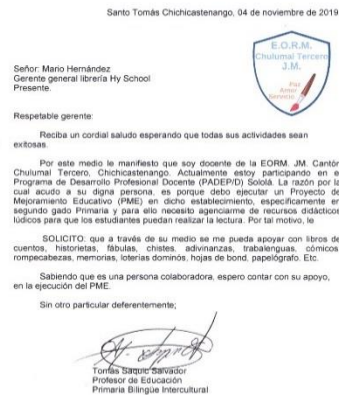 Santo Tomás Chichicastenango, 04 de noviembre de 2019
E.O.R.M.
Chulumal Tercero
J.M.
Paz
Amor
Servicio
Señor: Mario Hernández
Gerente general librería Hy School
Presente.
Respetable gerente:
Reciba un cordial saludo esperando que todas sus actividades sean
exitosas.
Por este medio le manifiesto que soy docente de la EORM. JM. Cantón
Chulumal Tercero, Chichicastenango. Actualmente estoy participando en el
Programa de Desarrollo Profesional Docente (PADEP/D) Sololá. La razón por la
cual acudo a su digna persona, es porque debo ejecutar un Proyecto de
Mejoramiento Educativo (PME) en dicho establecimiento, específicamente en
segundo gado Primaria y para ello necesito agenciarme de recursos didácticos
lúdicos para que los estudiantes puedan realizar la lectura. Por tal motivo, le
SOLICITO: que a través de su medio se me pueda apoyar con libros de
cuentos, historietas, fábulas, chistes, adivinanzas, trabalenguas, cómicos,
rompecabezas, memorias, loterías dominós, hojas de bond, papelógrafo. Etc.
Sabiendo que es una persona colaboradora, espero contar con su apoyo,
en la ejecución del PME.
Sin otro particular deferentemente;
Tomás Saquic Salvador
Profesor de Educación
Primaria Bilingüe Intercultural